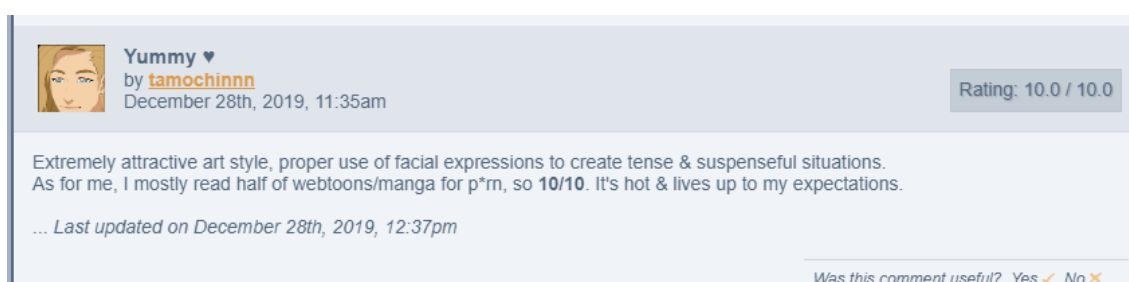 Yummy ♥
by tamochinnn
December 28th, 2019, 11:35am
Rating: 10.0 / 10.0
Extremely attractive art style, proper use of facial expressions to create tense & suspenseful situations.
As for me, I mostly read half of webtoons/manga for p*rn, so 10/10. It's hot & lives up to my expectations.
... Last updated on December 28th, 2019, 12:37pm
Was this comment useful? Yes ✓ No ✕